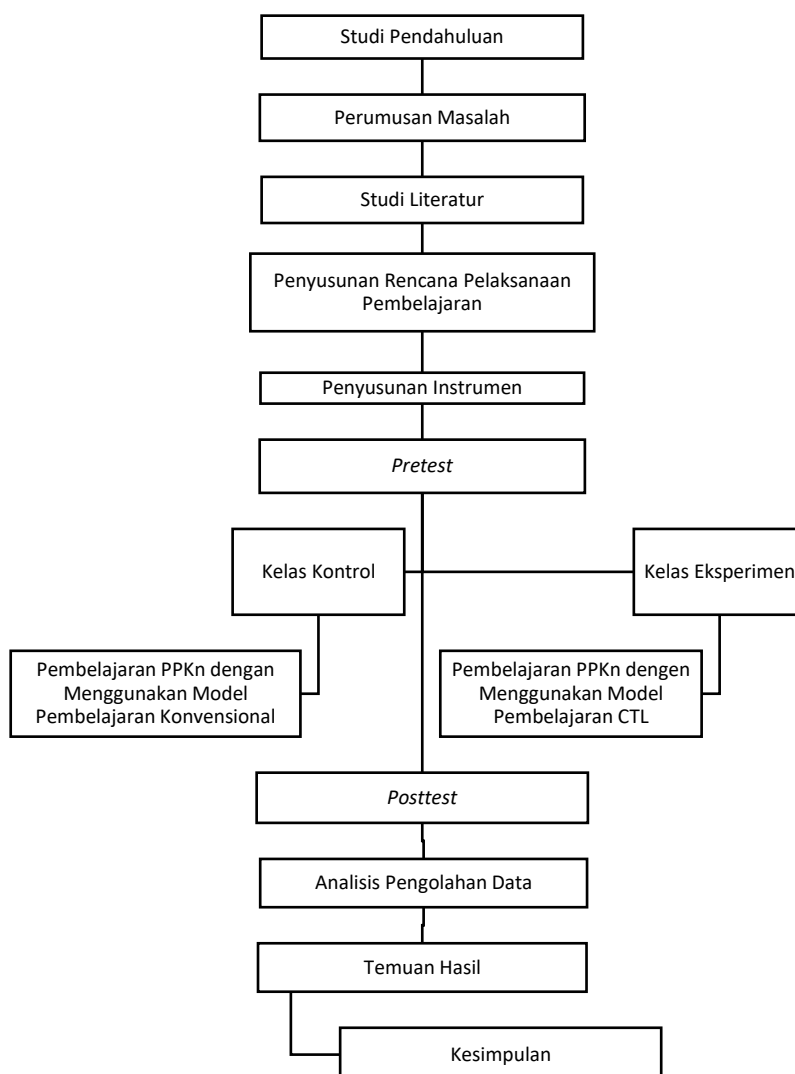 Studi Pendahuluan
Perumusan Masalah
Studi Literatur
Penyusunan Rencana Pelaksanaan
Pembelajaran
Penyusunan Instrumen
Pretest
Kelas Kontrol
Kelas Eksperimen
Pembelajaran PPKn dengan
Menggunakan Model
Pembelajaran Konvensional
Pembelajaran PPKn dengen
Menggunakan Model
Pembelajaran CTL
Posttest
Analisis Pengolahan Data
Temuan Hasil
Kesimpulan